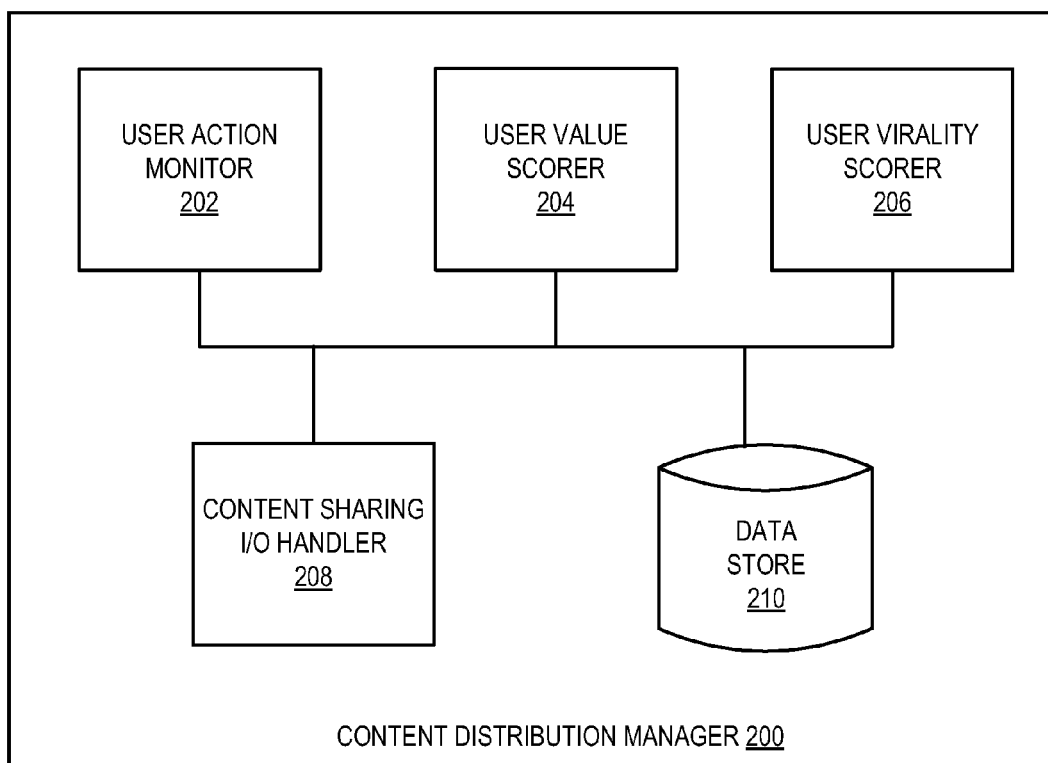 USER ACTION
MONITOR
202
USER VALUE
SCORER
204
USER VIRALITY
SCORER
206
CONTENT SHARING
I/O HANDLER
208
DATA
STORE
210
CONTENT DISTRIBUTION MANAGER 200